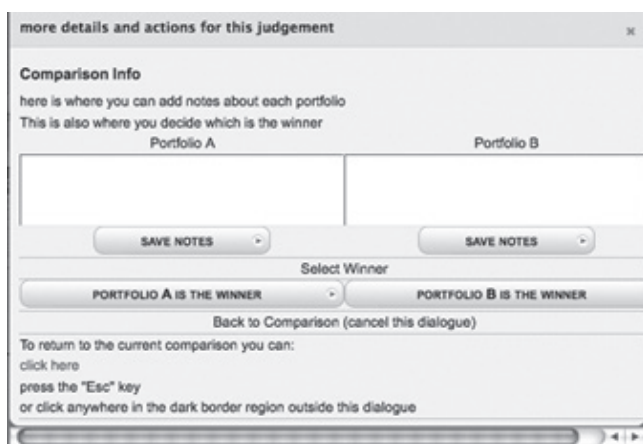 more details and actions for this judgement
Comparison Info
here is where you can add notes about each portfolio
This is also where you decide which is the winner
Portfolio A Portfolio B
SAVE NOTES SAVE NOTES
Select Winner
PORTFOLIO A IS THE WINNER PORTFOLIO B IS THE WINNER
Back to Comparison (cancel this dialogue)
To return to the current comparison you can:
click here
press the "Esc" key
or click anywhere in the dark border region outside this dialogue